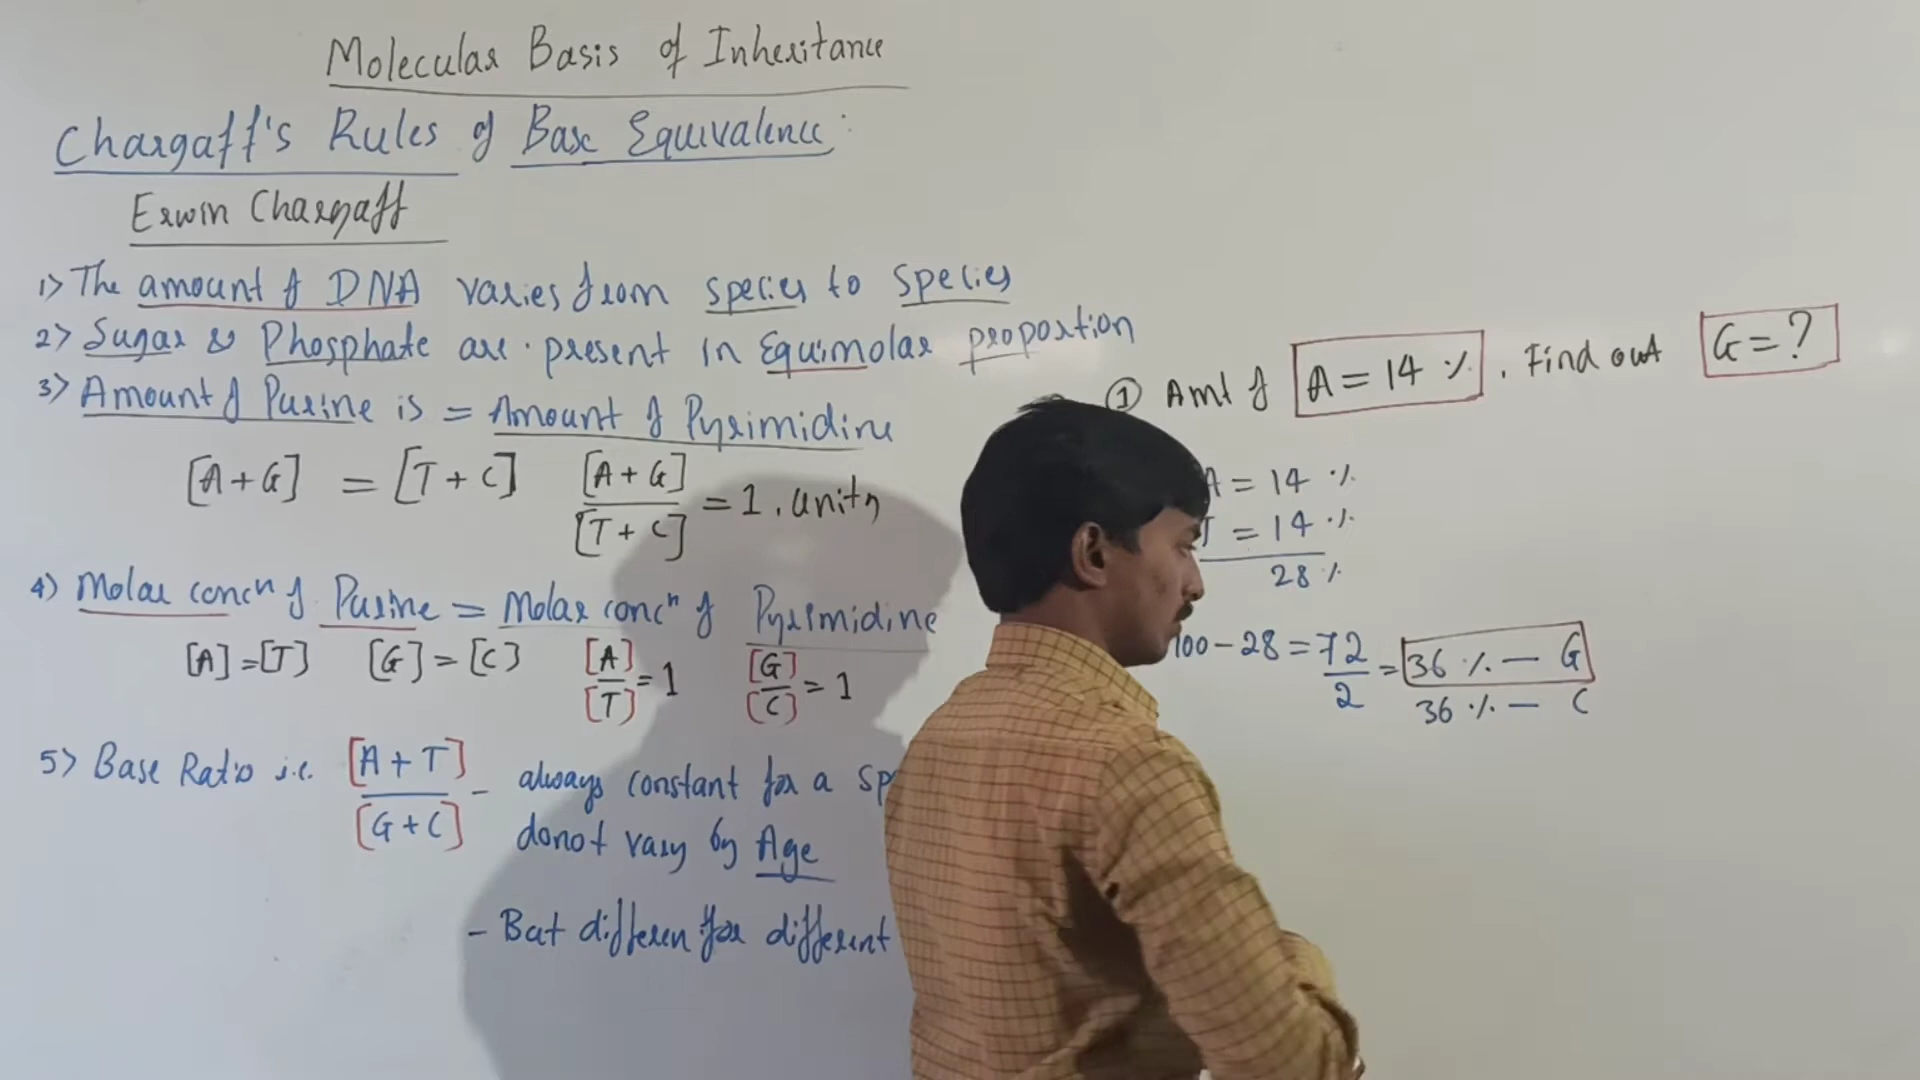 Molecular Basis of Inheritance
Chargaff's Rules of Base Equivalence:
Erwin Chargaff
1) The amount of DNA varies from species to species
2) Sugar & Phosphate are present in Equimolar proportion
3) Amount of Purine is = Amount of Pyrimidine
[A+G] = [T+C] [A+G] / [T+C] = 1. unity
4) Molar concn of Purine = Molar concn of Pyrimidine
[A]=[T] [G]=[C] [A]/[T] = 1 [G]/[C] = 1
5) Base Ratio i.e. [A+T] / [G+C] - always constant for a
donot vary by Age
- But differen for different
① Amt of A = 14 %. Find out G = ?
A = 14 %
T = 14 %
28 %
100 - 28 = 72/2 = 36 % — G
36 % — C